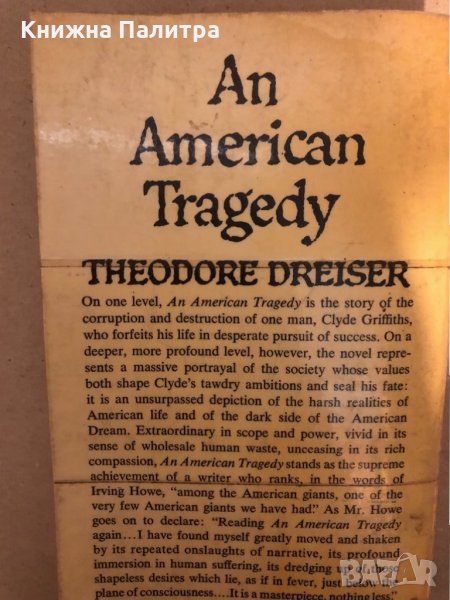 Книжна Палитра
An
American
Tragedy
THEODORE DREISER
On one level, An American Tragedy is the story of the
corruption and destruction of one man, Clyde Griffiths,
who forfeits his life in desperate pursuit of success. On a
deeper, more profound level, however, the novel repre-
sents a massive portrayal of the society whose values
both shape Clyde's tawdry ambitions and seal his fate:
it is an unsurpassed depiction of the harsh realities of
American life and of the dark side of the American
Dream. Extraordinary in scope and power, vivid in its
sense of wholesale human waste, unceasing in its rich
compassion, An American Tragedy stands as the supreme
achievement of a writer who ranks, in the words of
Irving Howe, “among the American giants, one of the
very few American giants we have had.” As Mr. Howe
goes on to declare: “Reading An American Tragedy
again...I have found myself greatly moved and shaken
by its repeated onslaughts of narrative, its profound
immersion in human suffering, its dredging up of those
shapeless desires which lie, as if in fever, just below the
plane of consciousness....It is a masterpiece, nothing less.”
BAZAR